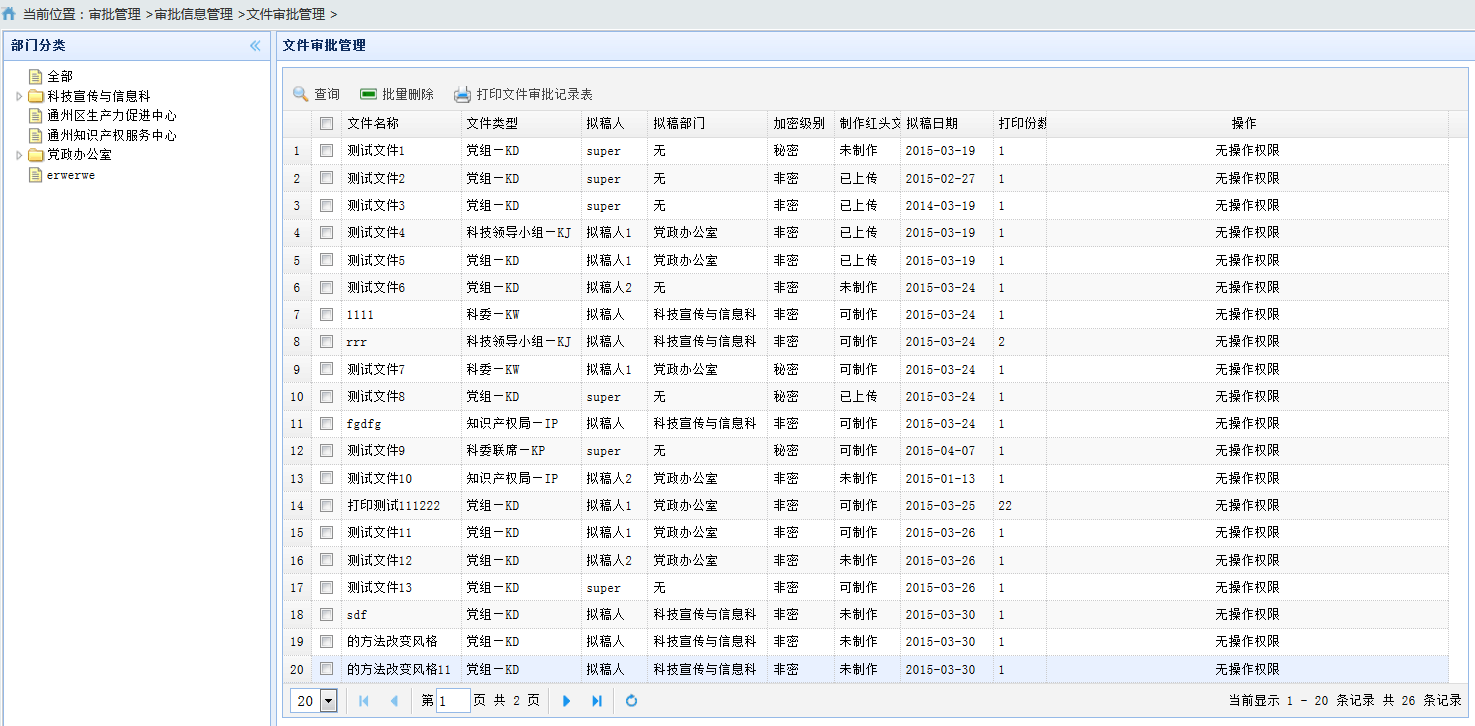 当前位置：审批管理 >审批信息管理 >文件审批管理 >
部门分类
全部
科技宣传与信息科
通州区生产力促进中心
通州知识产权服务中心
党政办公室
erwerwe
文件审批管理
查询 批量删除 打印文件审批记录表
文件名称 文件类型 拟稿人 拟稿部门 加密级别 制作红头文 拟稿日期 打印份数 操作
1 测试文件1 党组－KD super 无 秘密 未制作 2015-03-19 1 无操作权限
2 测试文件2 党组－KD super 无 非密 已上传 2015-02-27 1 无操作权限
3 测试文件3 党组－KD super 无 非密 已上传 2014-03-19 1 无操作权限
4 测试文件4 科技领导小组－KJ 拟稿人1 党政办公室 非密 已上传 2015-03-19 1 无操作权限
5 测试文件5 党组－KD 拟稿人1 党政办公室 非密 已上传 2015-03-19 1 无操作权限
6 测试文件6 党组－KD 拟稿人2 无 非密 未制作 2015-03-24 1 无操作权限
7 1111 科委－KW 拟稿人 科技宣传与信息科 非密 可制作 2015-03-24 1 无操作权限
8 rrr 科技领导小组－KJ 拟稿人 科技宣传与信息科 非密 可制作 2015-03-24 2 无操作权限
9 测试文件7 科委－KW 拟稿人1 党政办公室 秘密 可制作 2015-03-24 1 无操作权限
10 测试文件8 党组－KD super 无 秘密 已上传 2015-03-24 1 无操作权限
11 fgdfg 知识产权局－IP 拟稿人 科技宣传与信息科 非密 可制作 2015-03-24 1 无操作权限
12 测试文件9 科委联席－KP super 无 秘密 可制作 2015-04-07 1 无操作权限
13 测试文件10 知识产权局－IP 拟稿人2 党政办公室 非密 未制作 2015-01-13 1 无操作权限
14 打印测试111222 党组－KD 拟稿人1 党政办公室 非密 可制作 2015-03-25 22 无操作权限
15 测试文件11 党组－KD 拟稿人1 党政办公室 非密 可制作 2015-03-26 1 无操作权限
16 测试文件12 党组－KD 拟稿人2 党政办公室 非密 未制作 2015-03-26 1 无操作权限
17 测试文件13 党组－KD super 无 非密 可制作 2015-03-26 1 无操作权限
18 sdf 党组－KD 拟稿人 科技宣传与信息科 非密 未制作 2015-03-30 1 无操作权限
19 的方法改变风格 党组－KD 拟稿人 科技宣传与信息科 非密 未制作 2015-03-30 1 无操作权限
20 的方法改变风格11 党组－KD 拟稿人 科技宣传与信息科 非密 未制作 2015-03-30 1 无操作权限
20 第 1 页 共 2 页 当前显示 1 - 20 条记录 共 26 条记录